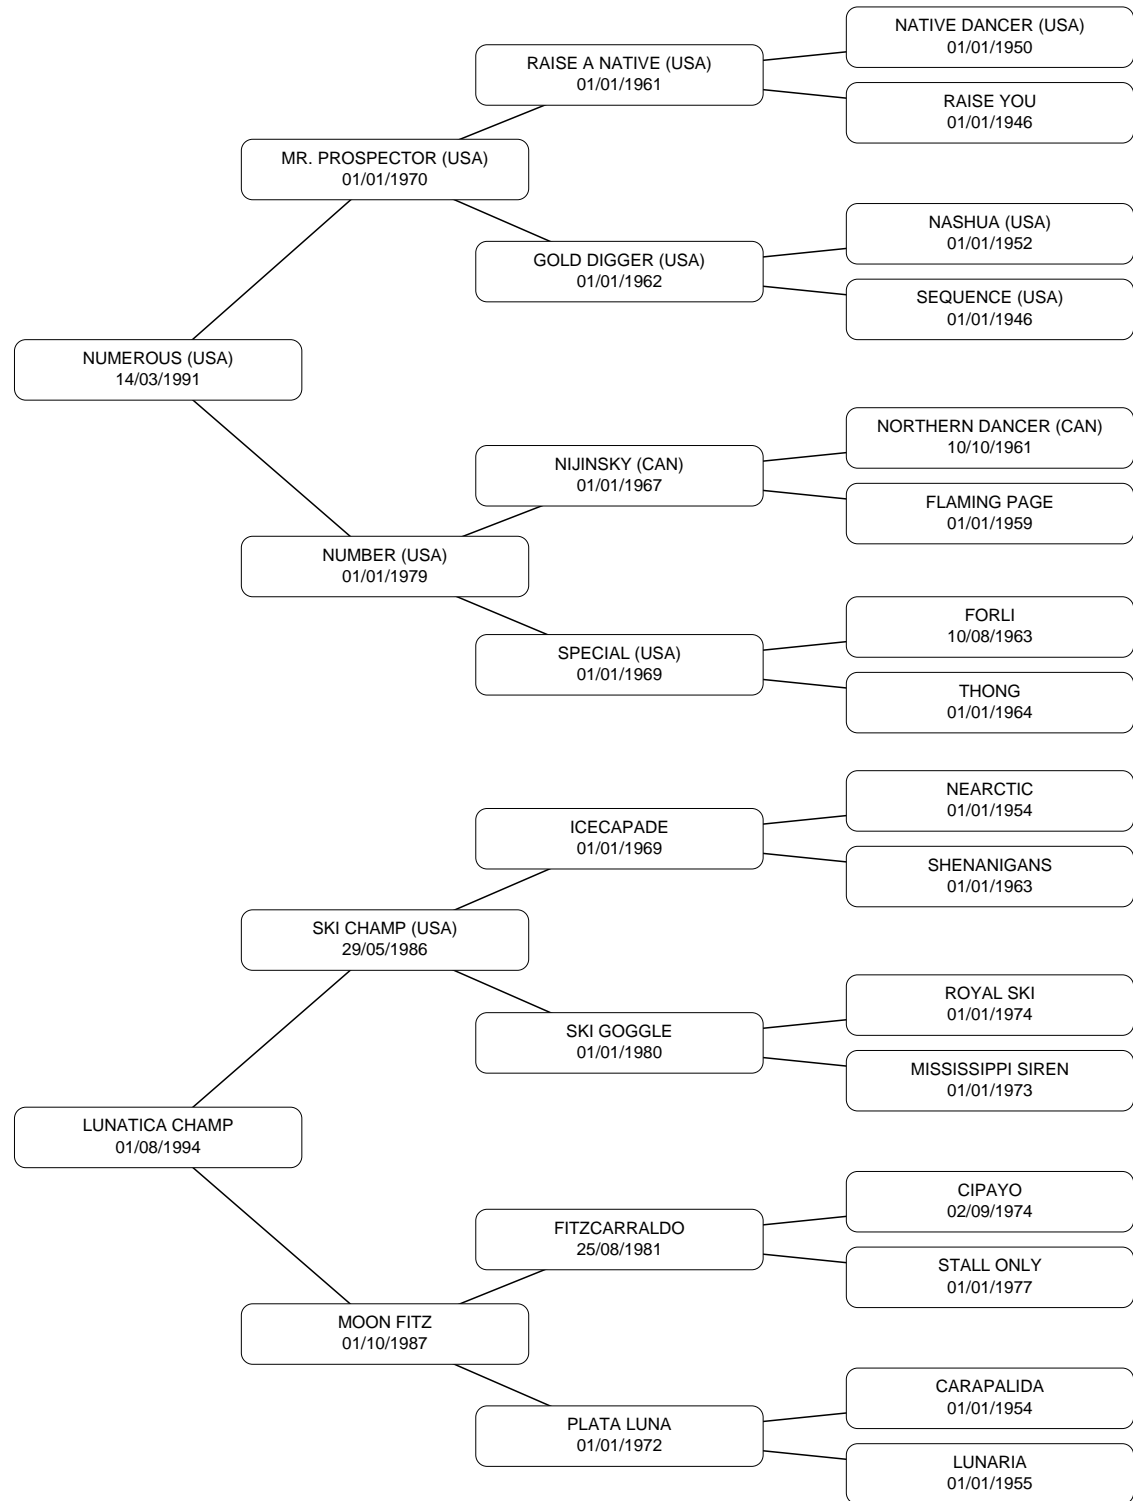 NATIVE DANCER (USA)
01/01/1950
RAISE A NATIVE (USA)
01/01/1961
RAISE YOU
01/01/1946
MR. PROSPECTOR (USA)
01/01/1970
NASHUA (USA)
01/01/1952
GOLD DIGGER (USA)
01/01/1962
SEQUENCE (USA)
01/01/1946
NUMEROUS (USA)
14/03/1991
NORTHERN DANCER (CAN)
10/10/1961
NIJINSKY (CAN)
01/01/1967
FLAMING PAGE
01/01/1959
NUMBER (USA)
01/01/1979
FORLI
10/08/1963
SPECIAL (USA)
01/01/1969
THONG
01/01/1964
NEARCTIC
01/01/1954
ICECAPADE
01/01/1969
SHENANIGANS
01/01/1963
SKI CHAMP (USA)
29/05/1986
ROYAL SKI
01/01/1974
SKI GOGGLE
01/01/1980
MISSISSIPPI SIREN
01/01/1973
LUNATICA CHAMP
01/08/1994
CIPAYO
02/09/1974
FITZCARRALDO
25/08/1981
STALL ONLY
01/01/1977
MOON FITZ
01/10/1987
CARAPALIDA
01/01/1954
PLATA LUNA
01/01/1972
LUNARIA
01/01/1955